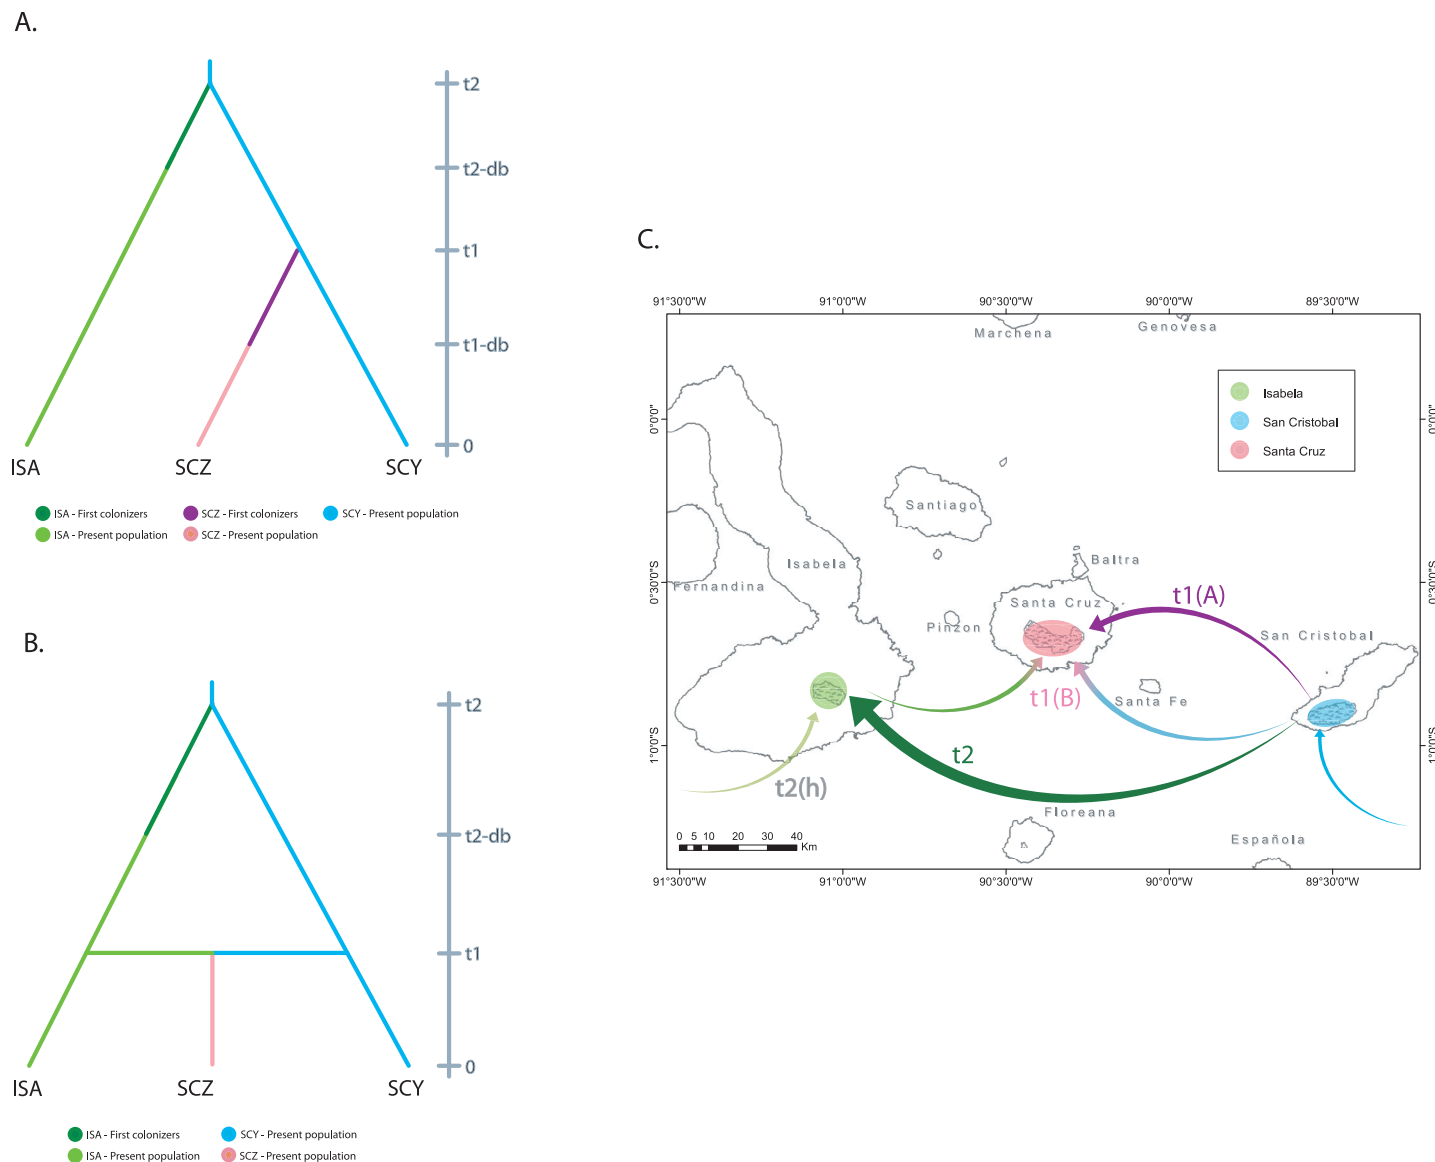 A.
t2
t2-db
t1
t1-db
0
ISA
SCZ
SCY
ISA - First colonizers
SCZ - First colonizers
SCY - Present population
ISA - Present population
SCZ - Present population
B.
t2
t2-db
t1
0
ISA
SCZ
SCY
ISA - First colonizers
SCY - Present population
ISA - Present population
SCZ - Present population
C.
91°30'0"W
91°0'0"W
90°30'0"W
90°0'0"W
89°30'0"W
Marchena
Genovesa
Isabela
San Cristobal
Santa Cruz
0°0'0"
0°0'0"
Santiago
Isabela
Baltra
Fernandina
0°30'0"S
0°30'0"S
Santa Cruz
t1(A)
Pinzon
San Cristobal
t1(B)
Santa Fe
1°0'0"S
1°0'0"S
t2
t2(h)
Floreana
Española
0 5 10 20 30 40
Km
91°30'0"W
91°0'0"W
90°30'0"W
90°0'0"W
89°30'0"W